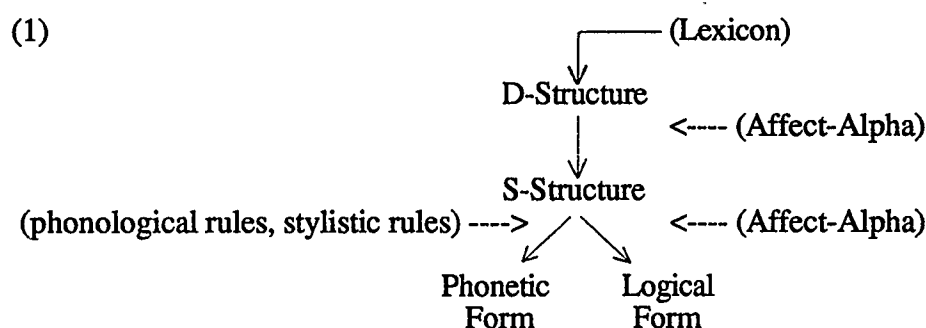 (1) (Lexicon)
D-Structure
<---- (Affect-Alpha)
S-Structure
(phonological rules, stylistic rules) ----> <---- (Affect-Alpha)
Phonetic Logical
Form Form